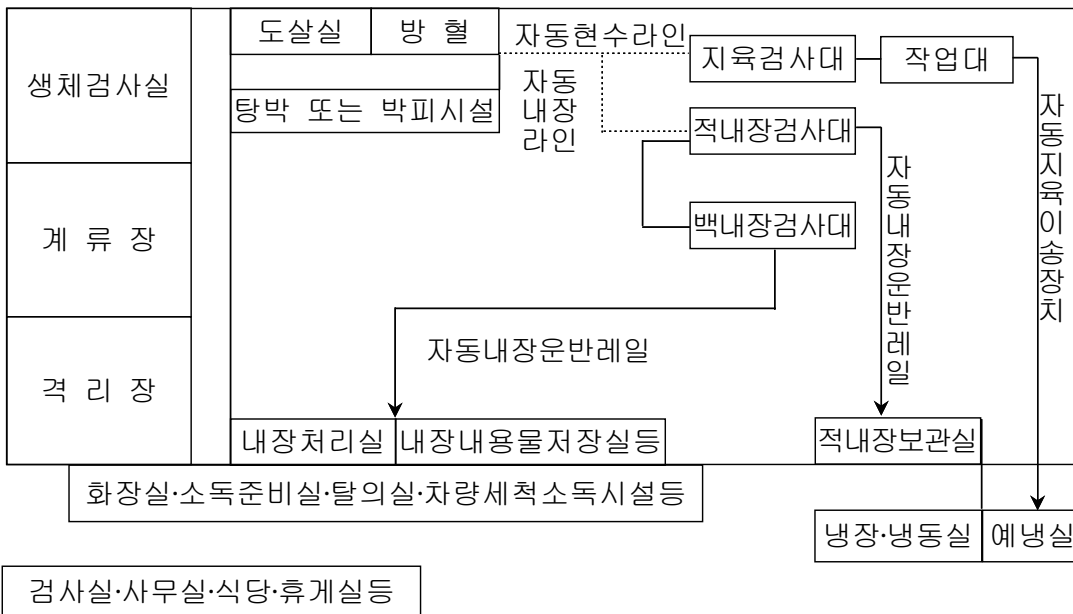 도살실
방 혈
자동현수라인
지육검사대
작업대
생체검사실
탕박 또는 박피시설
자동
내장
라인
적내장검사대
자동지육이송장치
자동내장운반레일
계 류 장
백내장검사대
자동내장운반레일
격 리 장
내장처리실
내장내용물저장실등
적내장보관실
화장실·소독준비실·탈의실·차량세척소독시설등
냉장·냉동실
예냉실
검사실·사무실·식당·휴게실등